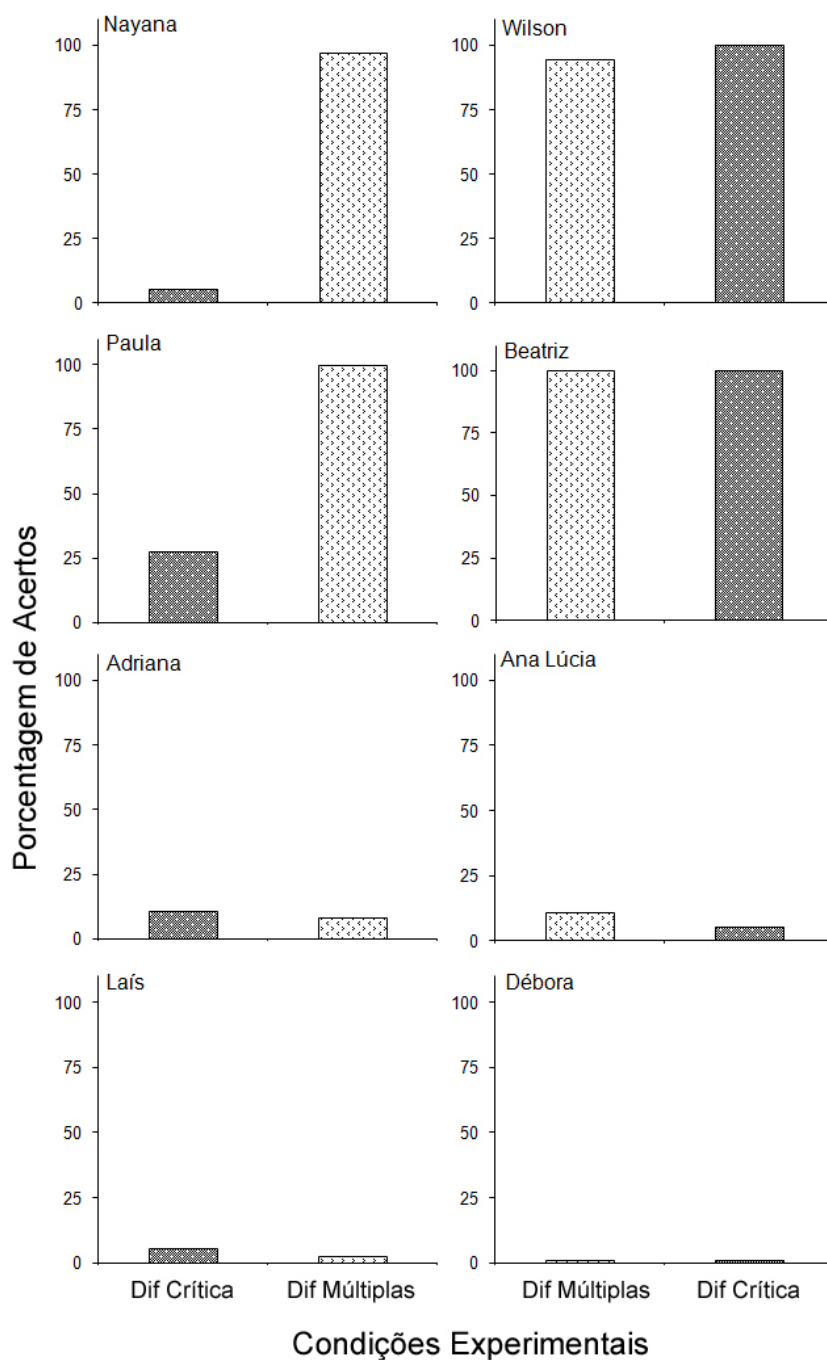 Nayana
100
75
50
25
0
Wilson
100
75
50
25
0
Paula
100
75
50
25
0
Beatriz
100
75
50
25
0
Adriana
100
75
50
25
0
Ana Lúcia
100
75
50
25
0
Laís
100
75
50
25
0
Débora
100
75
50
25
0
Porcentagem de Acertos
Dif Crítica
Dif Múltiplas
Dif Múltiplas
Dif Crítica
Condições Experimentais